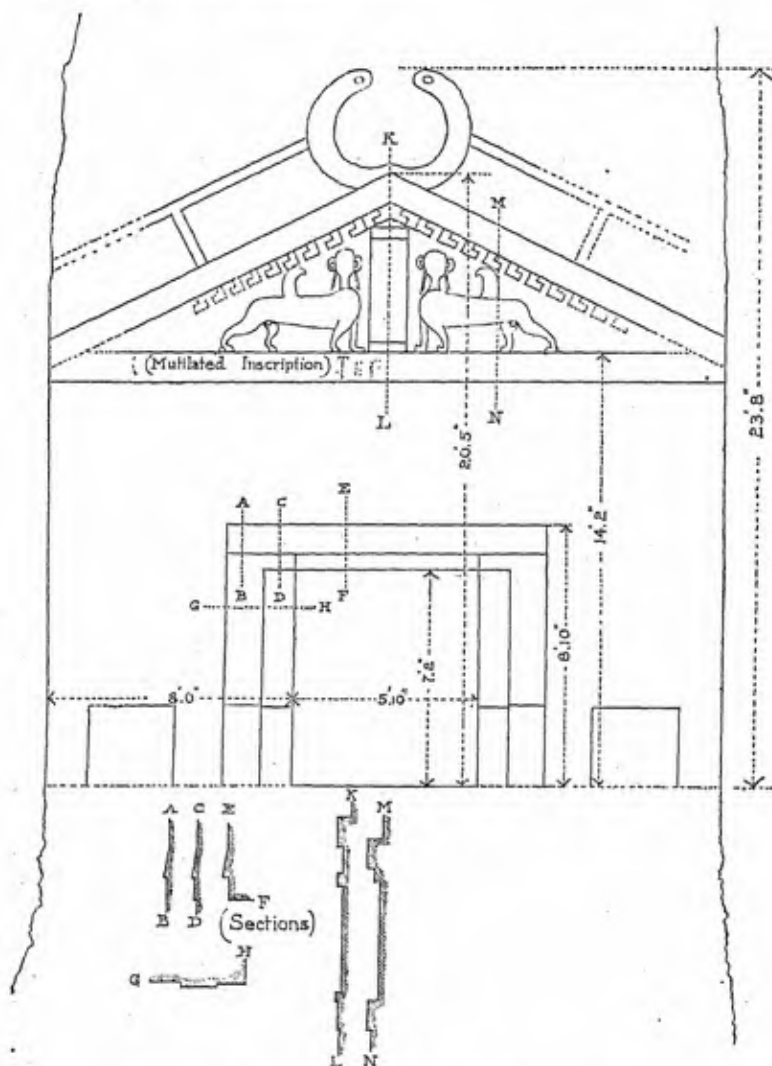 K
M
(Mutilated Inscription)
L
N
20'.5"
23'.8"
14'.2"
A
C
E
B
D
F
G
H
8'.10"
7'.2"
8'.0"
5'.10"
A
C
E
K
M
B
D
F
(Sections)
H
G
L
N